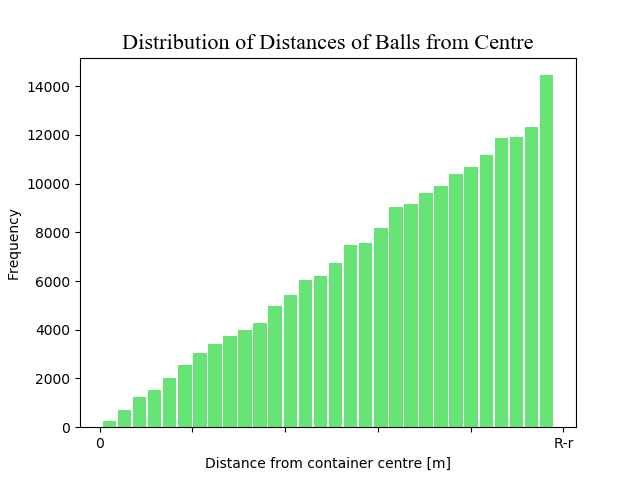 Distribution of Distances of Balls from Centre
14000
12000
10000
8000
6000
4000
2000
0
Frequency
0 R-r
Distance from container centre [m]